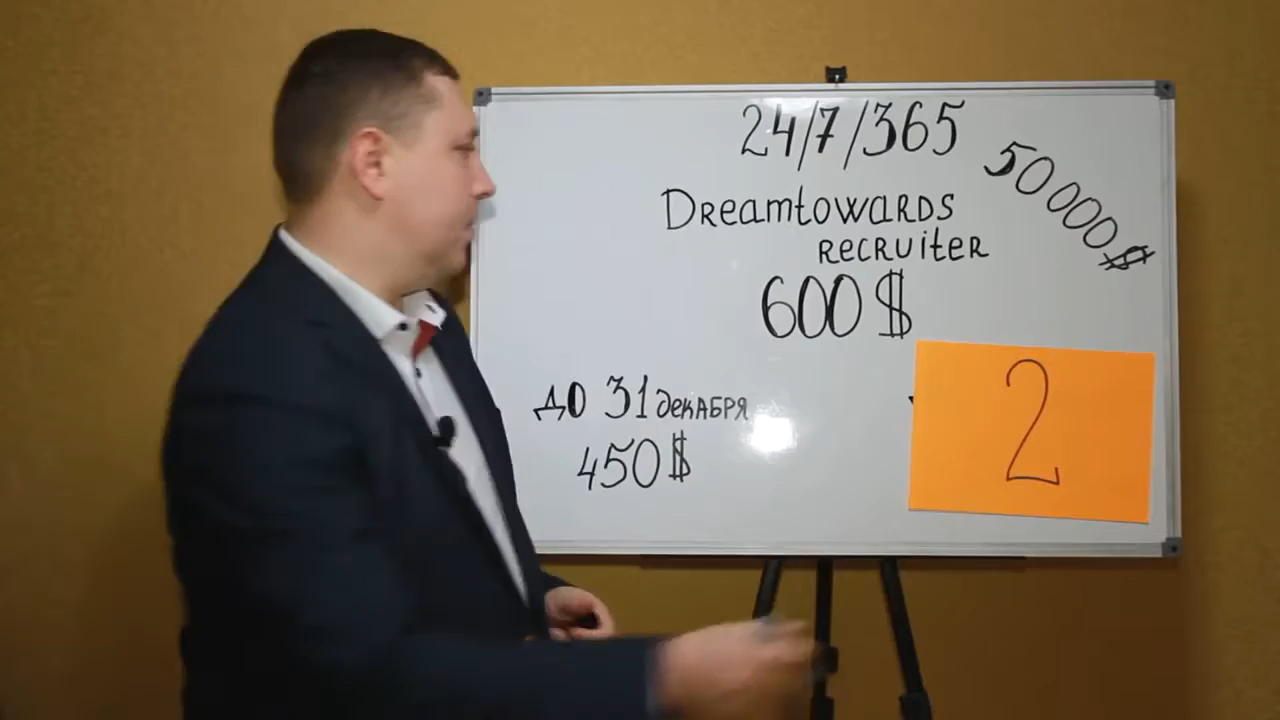 24/7/365
50 000$
Dreamtowards
recruiter
600$
до 31 декабря
450$
2